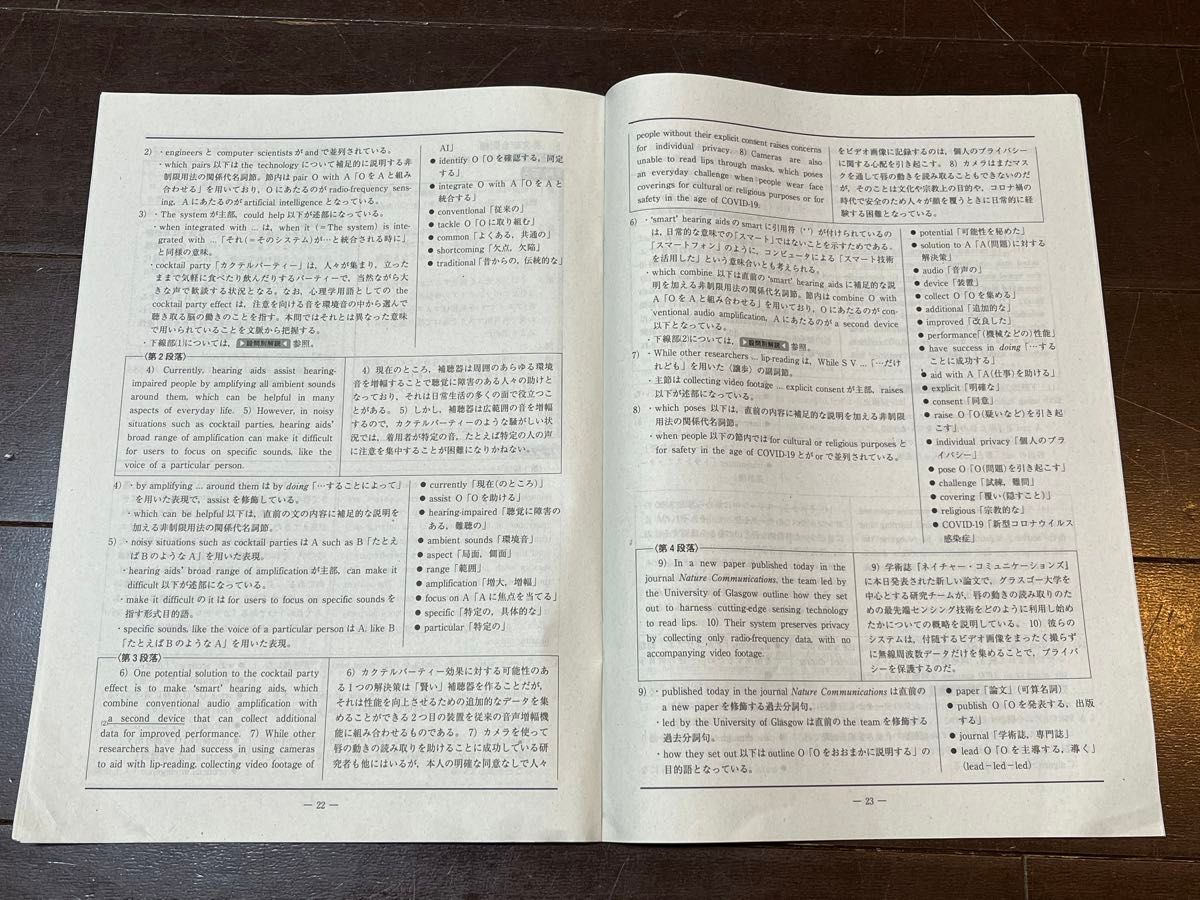 2)・engineers と computer scientists が and で並列されている。
・which pairs 以下は the technology について補足的に説明する非
制限用法の関係代名詞節。節内は pair O with A「O を A と組み
合わせる」を用いており、O にあたるのが radio-frequency sens-
ing, A にあたるのが artificial intelligence となっている。
3)・The system が主部、could help 以下が述部になっている。
・when integrated with … は、when it (=The system) is inte-
grated with …「それ(=そのシステム)が…と統合される時に」
と同様の意味。
・cocktail party「カクテルパーティー」は、人々が集まり、立った
ままで気軽に食べたり飲んだりするパーティーで、当然ながら大
きな声で歓談する状況となる。なお、心理学用語としての the
cocktail party effect は、注意を向ける音を環境音の中から選んで
聴き取る脳の働きのことを指す。本問ではそれとは異なった意味
で用いられていることを文脈から把握する。
・下線部(1)については、設問別解説 参照。
AI」
● identify O「O を確認する、同定
する」
● integrate O with A「O を A と
統合する」
● conventional「従来の」
● tackle O「O に取り組む」
● common「よくある、共通の」
● shortcoming「欠点、欠陥」
● traditional「昔からの、伝統的な」
〈第2段落〉
4) Currently, hearing aids assist hearing-
impaired people by amplifying all ambient sounds
around them, which can be helpful in many
aspects of everyday life. 5) However, in noisy
situations such as cocktail parties, hearing aids'
broad range of amplification can make it difficult
for users to focus on specific sounds, like the
voice of a particular person.
4) 現在のところ、補聴器は周囲のあらゆる環境
音を増幅することで聴覚に障害のある人々の助けと
なっており、それは日常生活の多くの面で役立つこ
とがある。 5) しかし、補聴器は広範囲の音を増幅
するので、カクテルパーティーのような騒がしい状
況では、着用者が特定の音、たとえば特定の人の声
に注意を集中することが困難になりかねない。
4)・by amplifying … around them は by doing「…することによって」
を用いた表現で、assist を修飾している。
・which can be helpful 以下は、直前の文の内容に補足的な説明を
加える非制限用法の関係代名詞節。
5)・noisy situations such as cocktail parties は A such as B「たとえ
ば B のような A」を用いた表現。
・hearing aids' broad range of amplification が主部、can make it
difficult 以下が述部になっている。
・make it difficult の it は for users to focus on specific sounds を
指す形式目的語。
・specific sounds, like the voice of a particular person は A, like B
「たとえば B のような A」を用いた表現。
● currently「現在(のところ)」
● assist O「O を助ける」
● hearing-impaired「聴覚に障害の
ある、難聴の」
● ambient sounds「環境音」
● aspect「局面、側面」
● range「範囲」
● amplification「増大、増幅」
● focus on A「A に焦点を当てる」
● specific「特定の、具体的な」
● particular「特定の」
〈第3段落〉
6) One potential solution to the cocktail party
effect is to make 'smart' hearing aids, which
combine conventional audio amplification with
(2)a second device that can collect additional
data for improved performance. 7) While other
researchers have had success in using cameras
to aid with lip-reading, collecting video footage of
6) カクテルパーティー効果に対する可能性のあ
る1つの解決策は「賢い」補聴器を作ることだが、
それは性能を向上させるための追加的なデータを集
めることができる2つ目の装置を従来の音声増幅機
能に組み合わせるものである。 7) カメラを使って
唇の動きの読み取りを助けることに成功している研
究者も他にはいるが、本人の明確な同意なしで人々
— 22 —
people without their explicit consent raises concerns
for individual privacy. 8) Cameras are also
unable to read lips through masks, which poses
an everyday challenge when people wear face
coverings for cultural or religious purposes or for
safety in the age of COVID-19.
をビデオ画像に記録するのは、個人のプライバシー
に関する心配を引き起こす。 8) カメラはまたマス
クを通して唇の動きを読み取ることもできないのだ
が、そのことは文化や宗教上の目的や、コロナ禍の
時代で安全のため人々が顔を覆うときに日常的に経
験する困難となっている。
6)・'smart' hearing aids の smart に引用符(' ')が付けられているの
は、日常的な意味での「スマート」ではないことを示すためである。
「スマートフォン」のように、コンピュータによる「スマート技術
を活用した」という意味合いとも考えられる。
・which combine 以下は直前の 'smart' hearing aids に補足的な説
明を加える非制限用法の関係代名詞節。節内は combine O with
A「O を A と組み合わせる」を用いており、O にあたるのが con-
ventional audio amplification, A にあたるのが a second device
以下となっている。
・下線部(2)については、設問別解説 参照。
7)・While other researchers … lip-reading は、While S V …「…だけ
れども」を用いた〈譲歩〉の副詞節。
・主節は collecting video footage … explicit consent が主部、raises
以下が述部になっている。
8)・which poses 以下は、直前の内容に補足的な説明を加える非制限
用法の関係代名詞節。
・when people 以下の節内では for cultural or religious purposes と
for safety in the age of COVID-19 とが or で並列されている。
● potential「可能性を秘めた」
● solution to A「A(問題)に対する
解決策」
● audio「音声の」
● device「装置」
● collect O「O を集める」
● additional「追加的な」
● improved「改良した」
● performance「(機械などの)性能」
● have success in doing「…する
ことに成功する」
● aid with A「A(仕事)を助ける」
● explicit「明確な」
● consent「同意」
● raise O「O(疑いなど)を引き起
こす」
● individual privacy「個人のプラ
イバシー」
● pose O「O(問題)を引き起こす」
● challenge「試練、難問」
● covering「覆い(隠すこと)」
● religious「宗教的な」
● COVID-19「新型コロナウイルス
感染症」
〈第4段落〉
9) In a new paper published today in the
journal Nature Communications, the team led by
the University of Glasgow outline how they set
out to harness cutting-edge sensing technology
to read lips. 10) Their system preserves privacy
by collecting only radio-frequency data, with no
accompanying video footage.
9) 学術誌『ネイチャー・コミュニケーションズ』
に本日発表された新しい論文で、グラスゴー大学を
中心とする研究チームが、唇の動きの読み取りのた
めの最先端センシング技術をどのように利用し始め
たかについての概略を説明している。 10) 彼らの
システムは、付随するビデオ画像をまったく撮らず
に無線周波数データだけを集めることで、プライバ
シーを保護するのだ。
9)・published today in the journal Nature Communications は直前の
a new paper を修飾する過去分詞句。
・led by the University of Glasgow は直前の the team を修飾する
過去分詞句。
・how they set out 以下は outline O「O をおおまかに説明する」の
目的語となっている。
● paper「論文」(可算名詞)
● publish O「O を発表する、出版
する」
● journal「学術誌、専門誌」
● lead O「O を主導する、導く」
(lead−led−led)
— 23 —